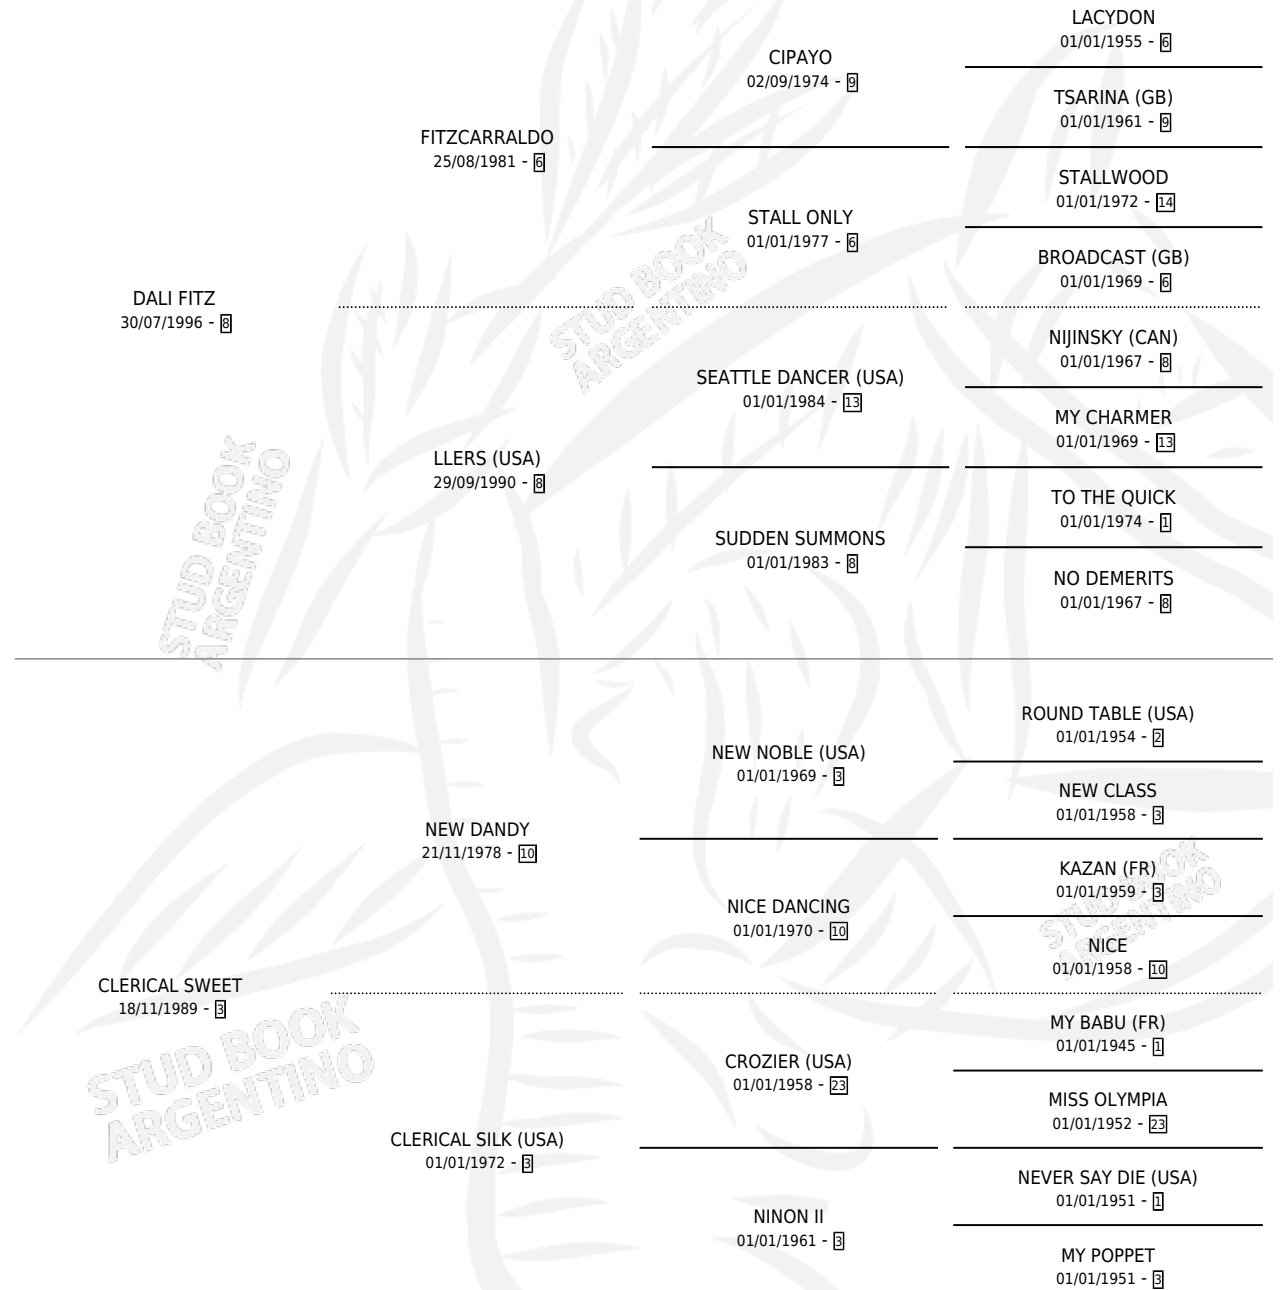 LACYDON
01/01/1955 - 6
CIPAYO
02/09/1974 - 9
TSARINA (GB)
01/01/1961 - 9
FITZCARRALDO
25/08/1981 - 6
STALLWOOD
01/01/1972 - 14
STALL ONLY
01/01/1977 - 6
BROADCAST (GB)
01/01/1969 - 6
DALI FITZ
30/07/1996 - 8
NIJINSKY (CAN)
01/01/1967 - 8
SEATTLE DANCER (USA)
01/01/1984 - 13
MY CHARMER
01/01/1969 - 13
LLERS (USA)
29/09/1990 - 8
TO THE QUICK
01/01/1974 - 1
SUDDEN SUMMONS
01/01/1983 - 8
NO DEMERITS
01/01/1967 - 8
ROUND TABLE (USA)
01/01/1954 - 2
NEW NOBLE (USA)
01/01/1969 - 3
NEW CLASS
01/01/1958 - 3
NEW DANDY
21/11/1978 - 10
KAZAN (FR)
01/01/1959 - 3
NICE DANCING
01/01/1970 - 10
NICE
01/01/1958 - 10
CLERICAL SWEET
18/11/1989 - 3
MY BABU (FR)
01/01/1945 - 1
CROZIER (USA)
01/01/1958 - 23
MISS OLYMPIA
01/01/1952 - 23
CLERICAL SILK (USA)
01/01/1972 - 3
NEVER SAY DIE (USA)
01/01/1951 - 1
NINON II
01/01/1961 - 3
MY POPPET
01/01/1951 - 3
STUD BOOK
ARGENTINO
STUD BOOK
ARGENTINO
STUD BOOK
ARGENTINO
STUD BOOK
ARGENTINO